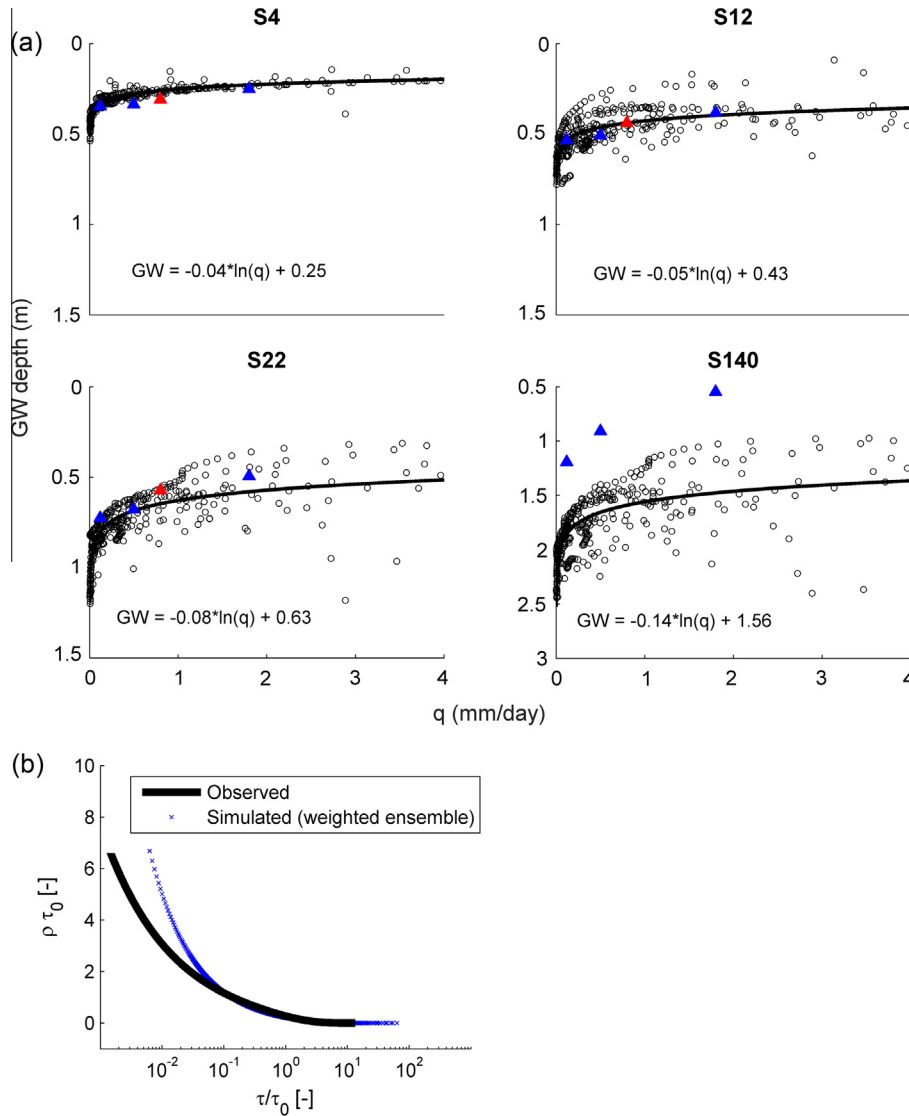 (a)
S4
S12
0
0.5
1
1.5
GW = -0.04*ln(q) + 0.25
0
0.5
1
1.5
GW = -0.05*ln(q) + 0.43
GW depth (m)
S22
S140
0
0.5
1
1.5
GW = -0.08*ln(q) + 0.63
0 1 2 3 4
0.5
1
1.5
2
2.5
3
GW = -0.14*ln(q) + 1.56
0 1 2 3 4
q (mm/day)
(b)
10
8
6
4
2
0
ρ τ₀ [-]
Observed
Simulated (weighted ensemble)
10⁻² 10⁻¹ 10⁰ 10¹ 10²
τ/τ₀ [-]